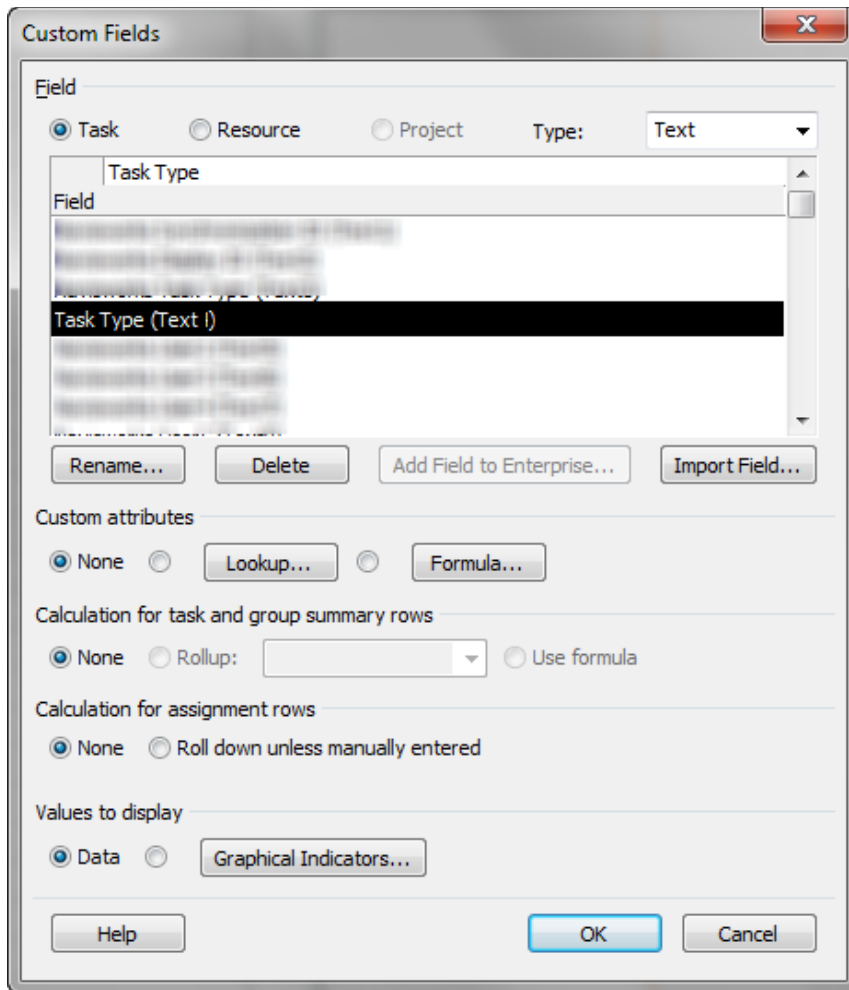 Custom Fields
Field
Task Resource Project Type: Text
Task Type
Field
Task Type (Text I)
Rename... Delete Add Field to Enterprise... Import Field...
Custom attributes
None Lookup... Formula...
Calculation for task and group summary rows
None Rollup: Use formula
Calculation for assignment rows
None Roll down unless manually entered
Values to display
Data Graphical Indicators...
Help OK Cancel